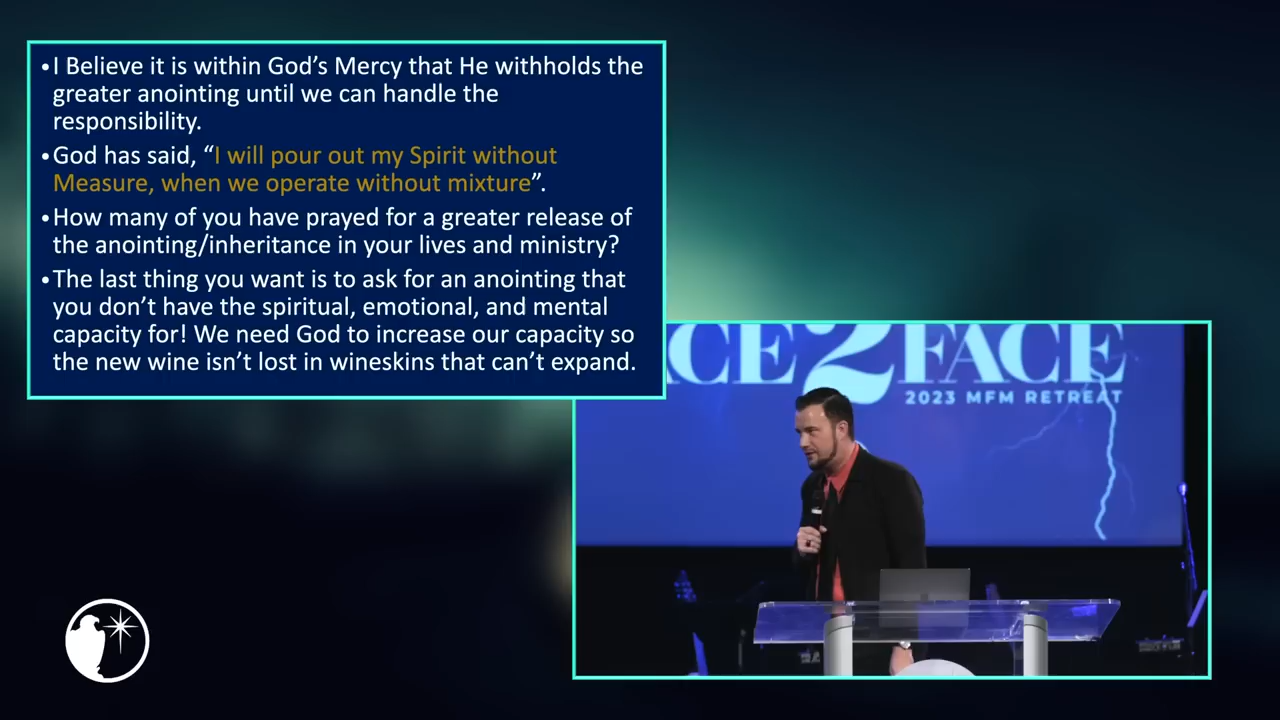 •I Believe it is within God’s Mercy that He withholds the
greater anointing until we can handle the
responsibility.
•God has said, “I will pour out my Spirit without
Measure, when we operate without mixture”.
•How many of you have prayed for a greater release of
the anointing/inheritance in your lives and ministry?
•The last thing you want is to ask for an anointing that
you don’t have the spiritual, emotional, and mental
capacity for! We need God to increase our capacity so
the new wine isn’t lost in wineskins that can’t expand.
ACE2FACE
2023 MFM RETREAT